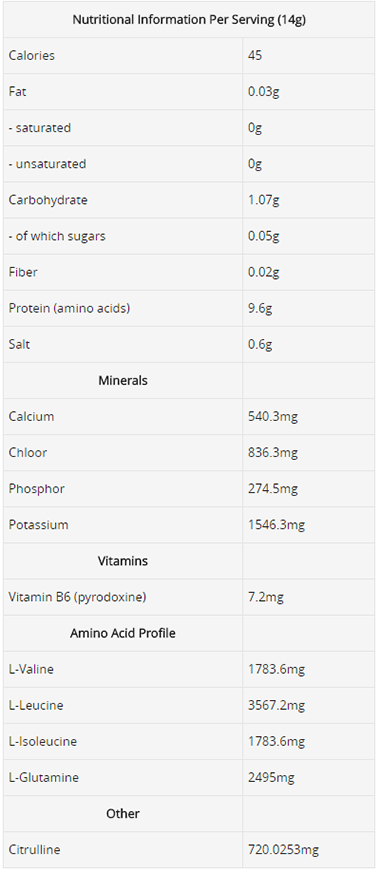 Nutritional Information Per Serving (14g)
Calories 45
Fat 0.03g
- saturated 0g
- unsaturated 0g
Carbohydrate 1.07g
- of which sugars 0.05g
Fiber 0.02g
Protein (amino acids) 9.6g
Salt 0.6g
Minerals
Calcium 540.3mg
Chloor 836.3mg
Phosphor 274.5mg
Potassium 1546.3mg
Vitamins
Vitamin B6 (pyrodoxine) 7.2mg
Amino Acid Profile
L-Valine 1783.6mg
L-Leucine 3567.2mg
L-Isoleucine 1783.6mg
L-Glutamine 2495mg
Other
Citrulline 720.0253mg